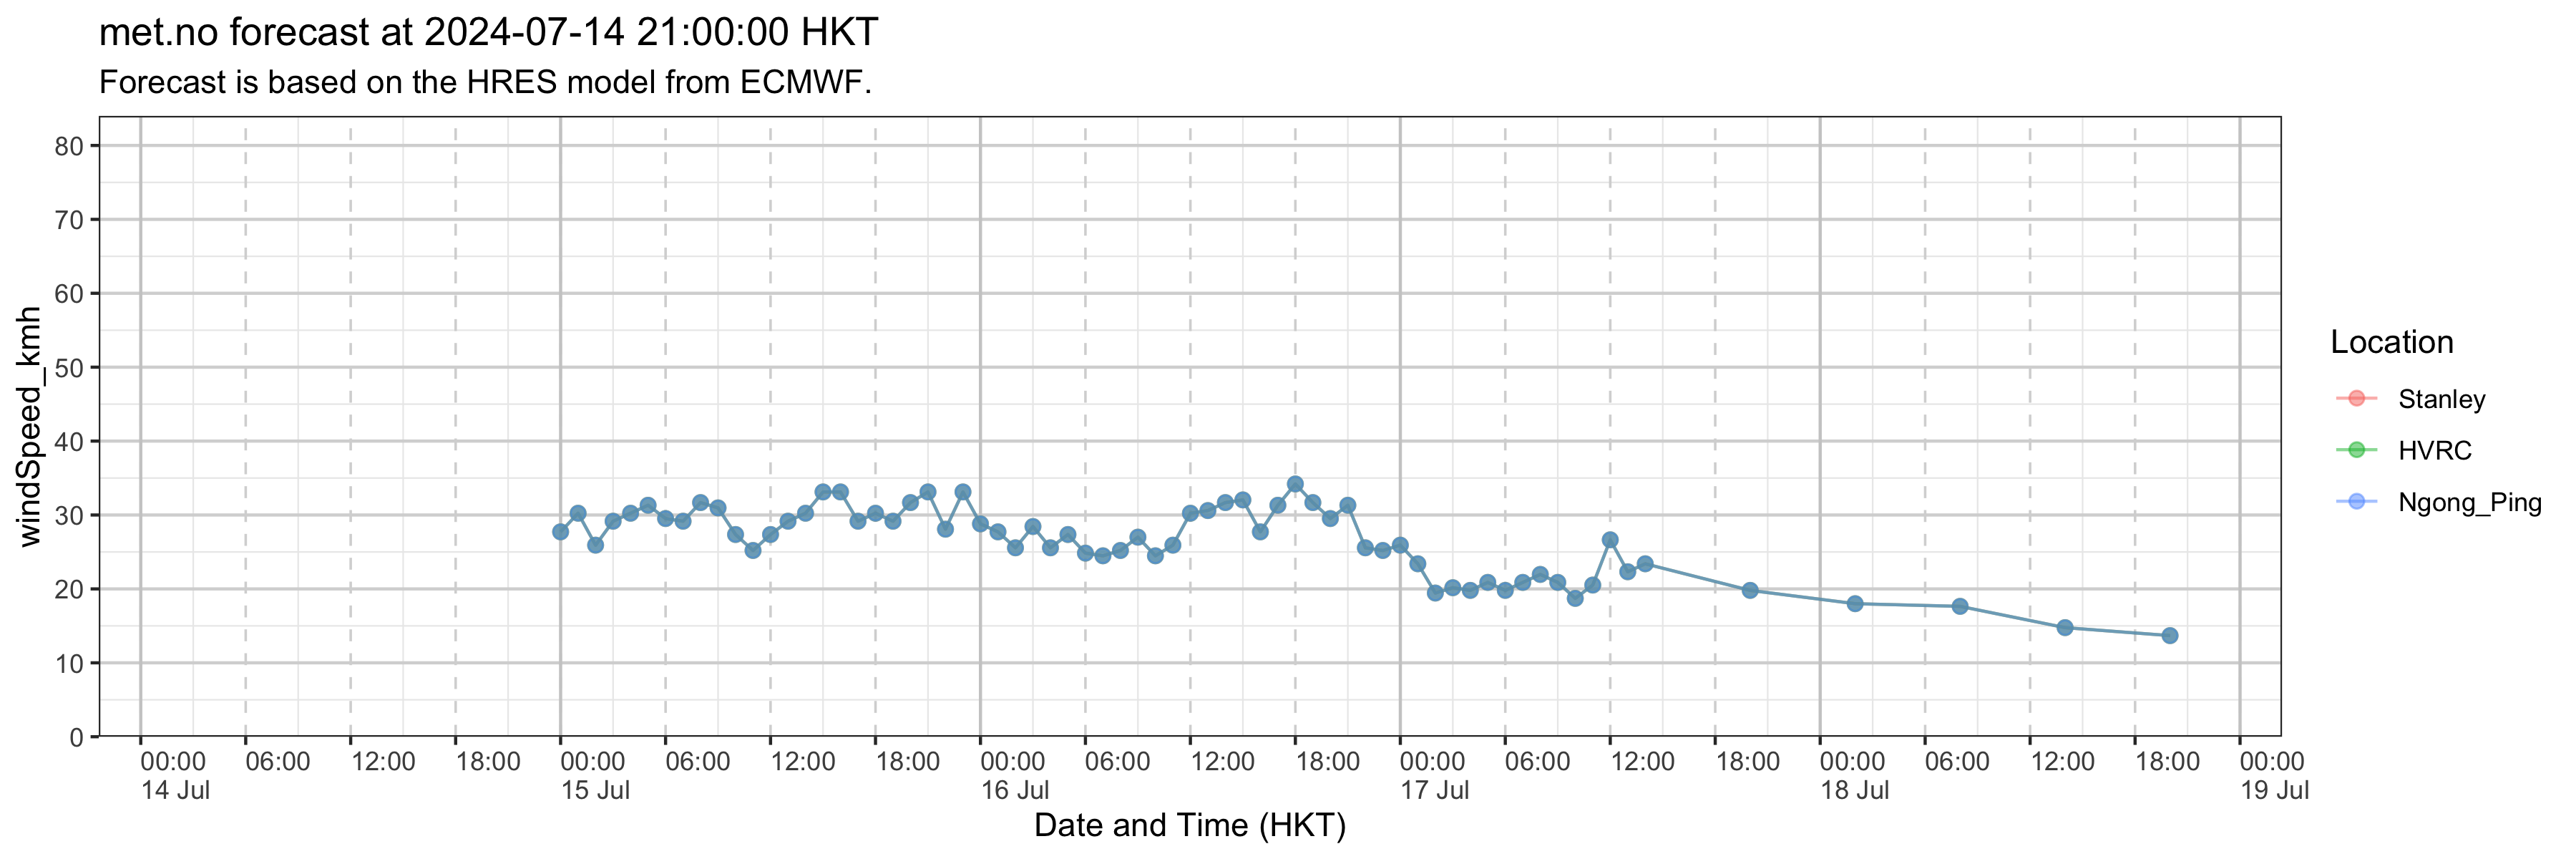 met.no forecast at 2024-07-14 21:00:00 HKT
Forecast is based on the HRES model from ECMWF.
windSpeed_kmh
80
70
60
50
40
30
20
10
0
00:00 06:00 12:00 18:00 00:00 06:00 12:00 18:00 00:00 06:00 12:00 18:00 00:00 06:00 12:00 18:00 00:00 06:00 12:00 18:00 00:00
14 Jul 15 Jul 16 Jul 17 Jul 18 Jul 19 Jul
Date and Time (HKT)
Location
Stanley
HVRC
Ngong_Ping